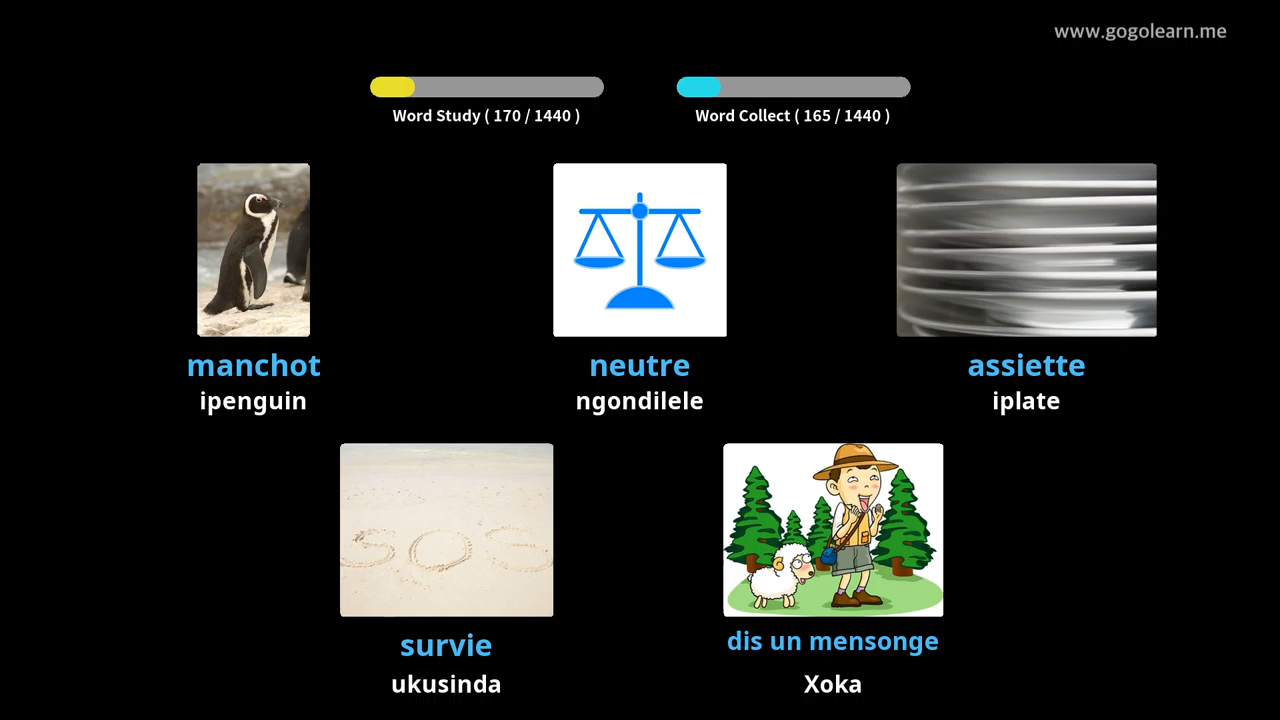 www.gogolearn.me
Word Study ( 170 / 1440 )
Word Collect ( 165 / 1440 )
manchot
ipenguin
neutre
ngondilele
assiette
iplate
SOS
survie
ukusinda
dis un mensonge
Xoka